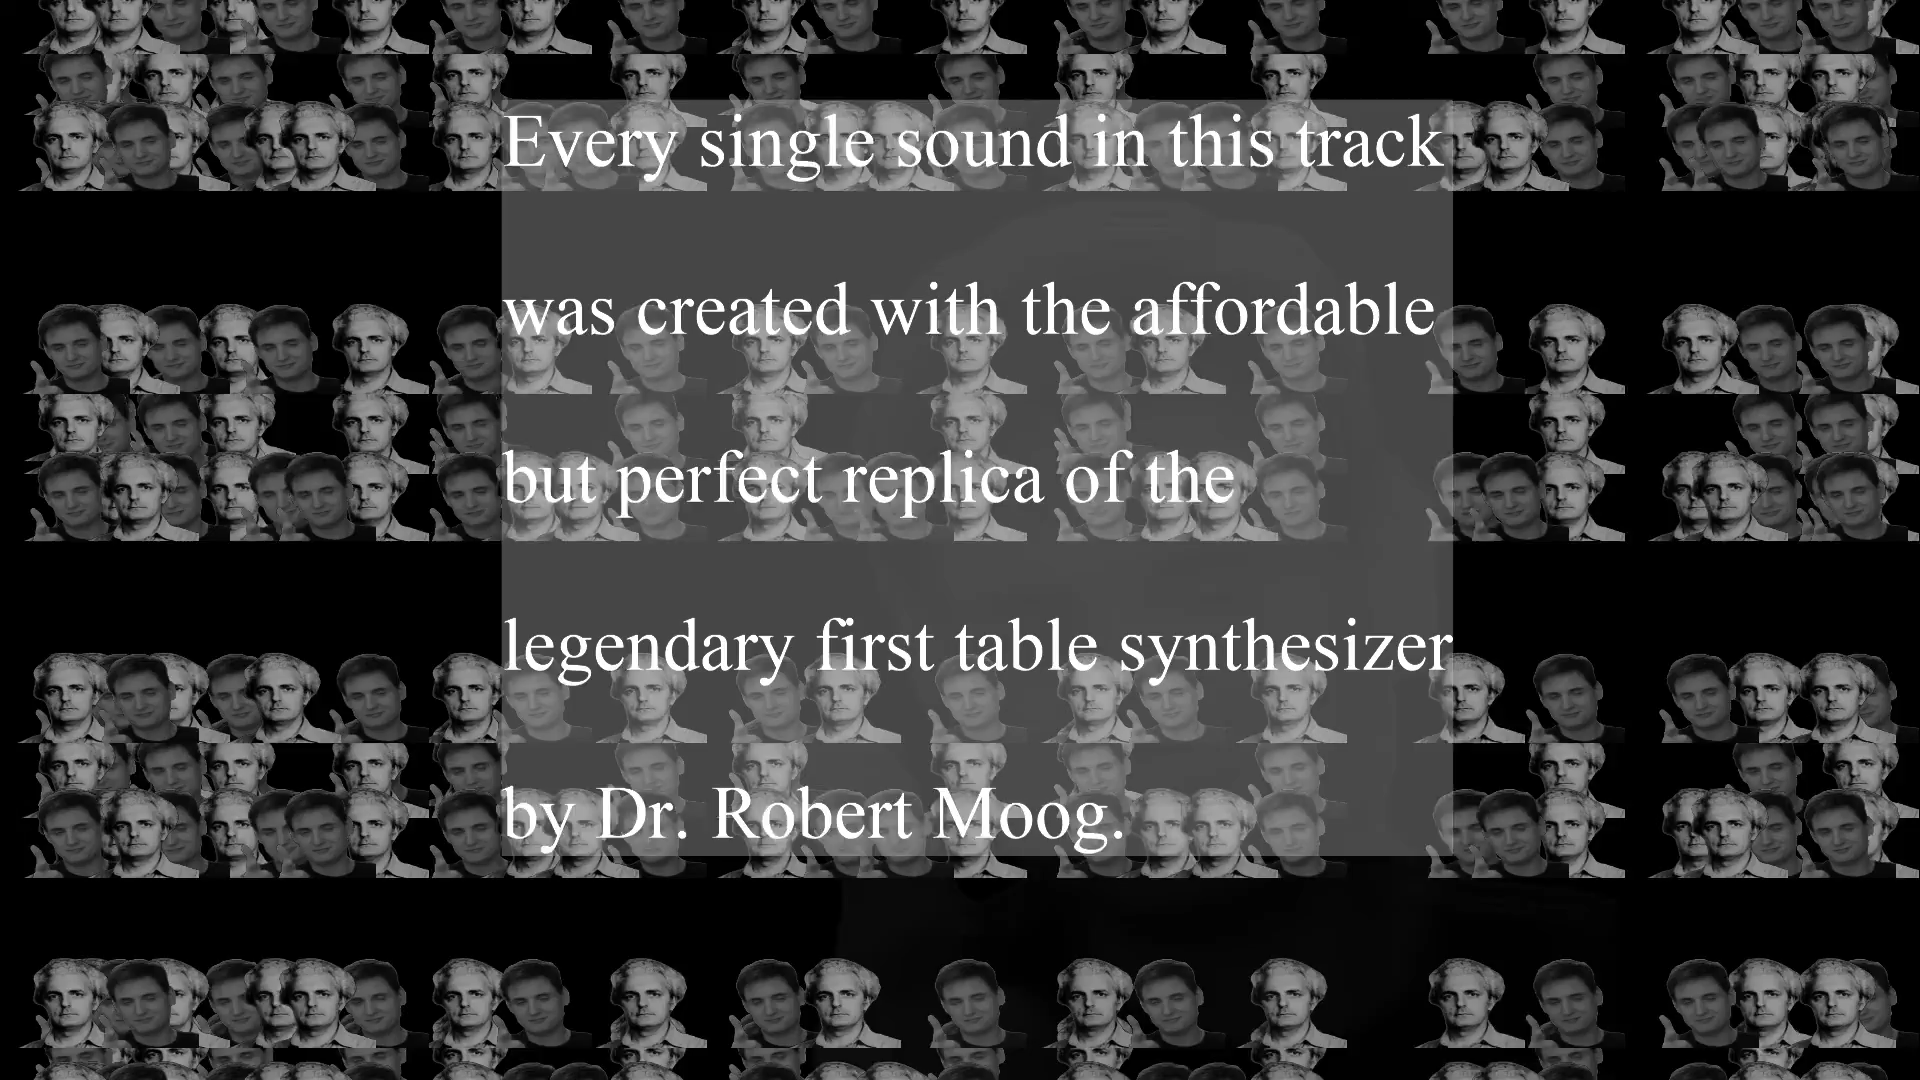 Every single sound in this track
was created with the affordable
but perfect replica of the
legendary first table synthesizer
by Dr. Robert Moog.